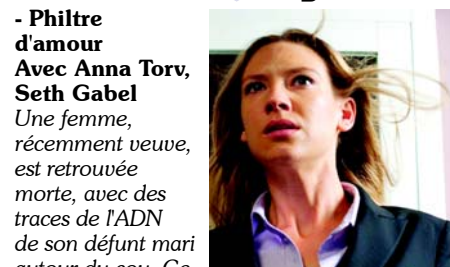 - Philtre
d'amour
Avec Anna Torv,
Seth Gabel
Une femme,
récemment veuve,
est retrouvée
morte, avec des
traces de l'ADN
de son défunt mari